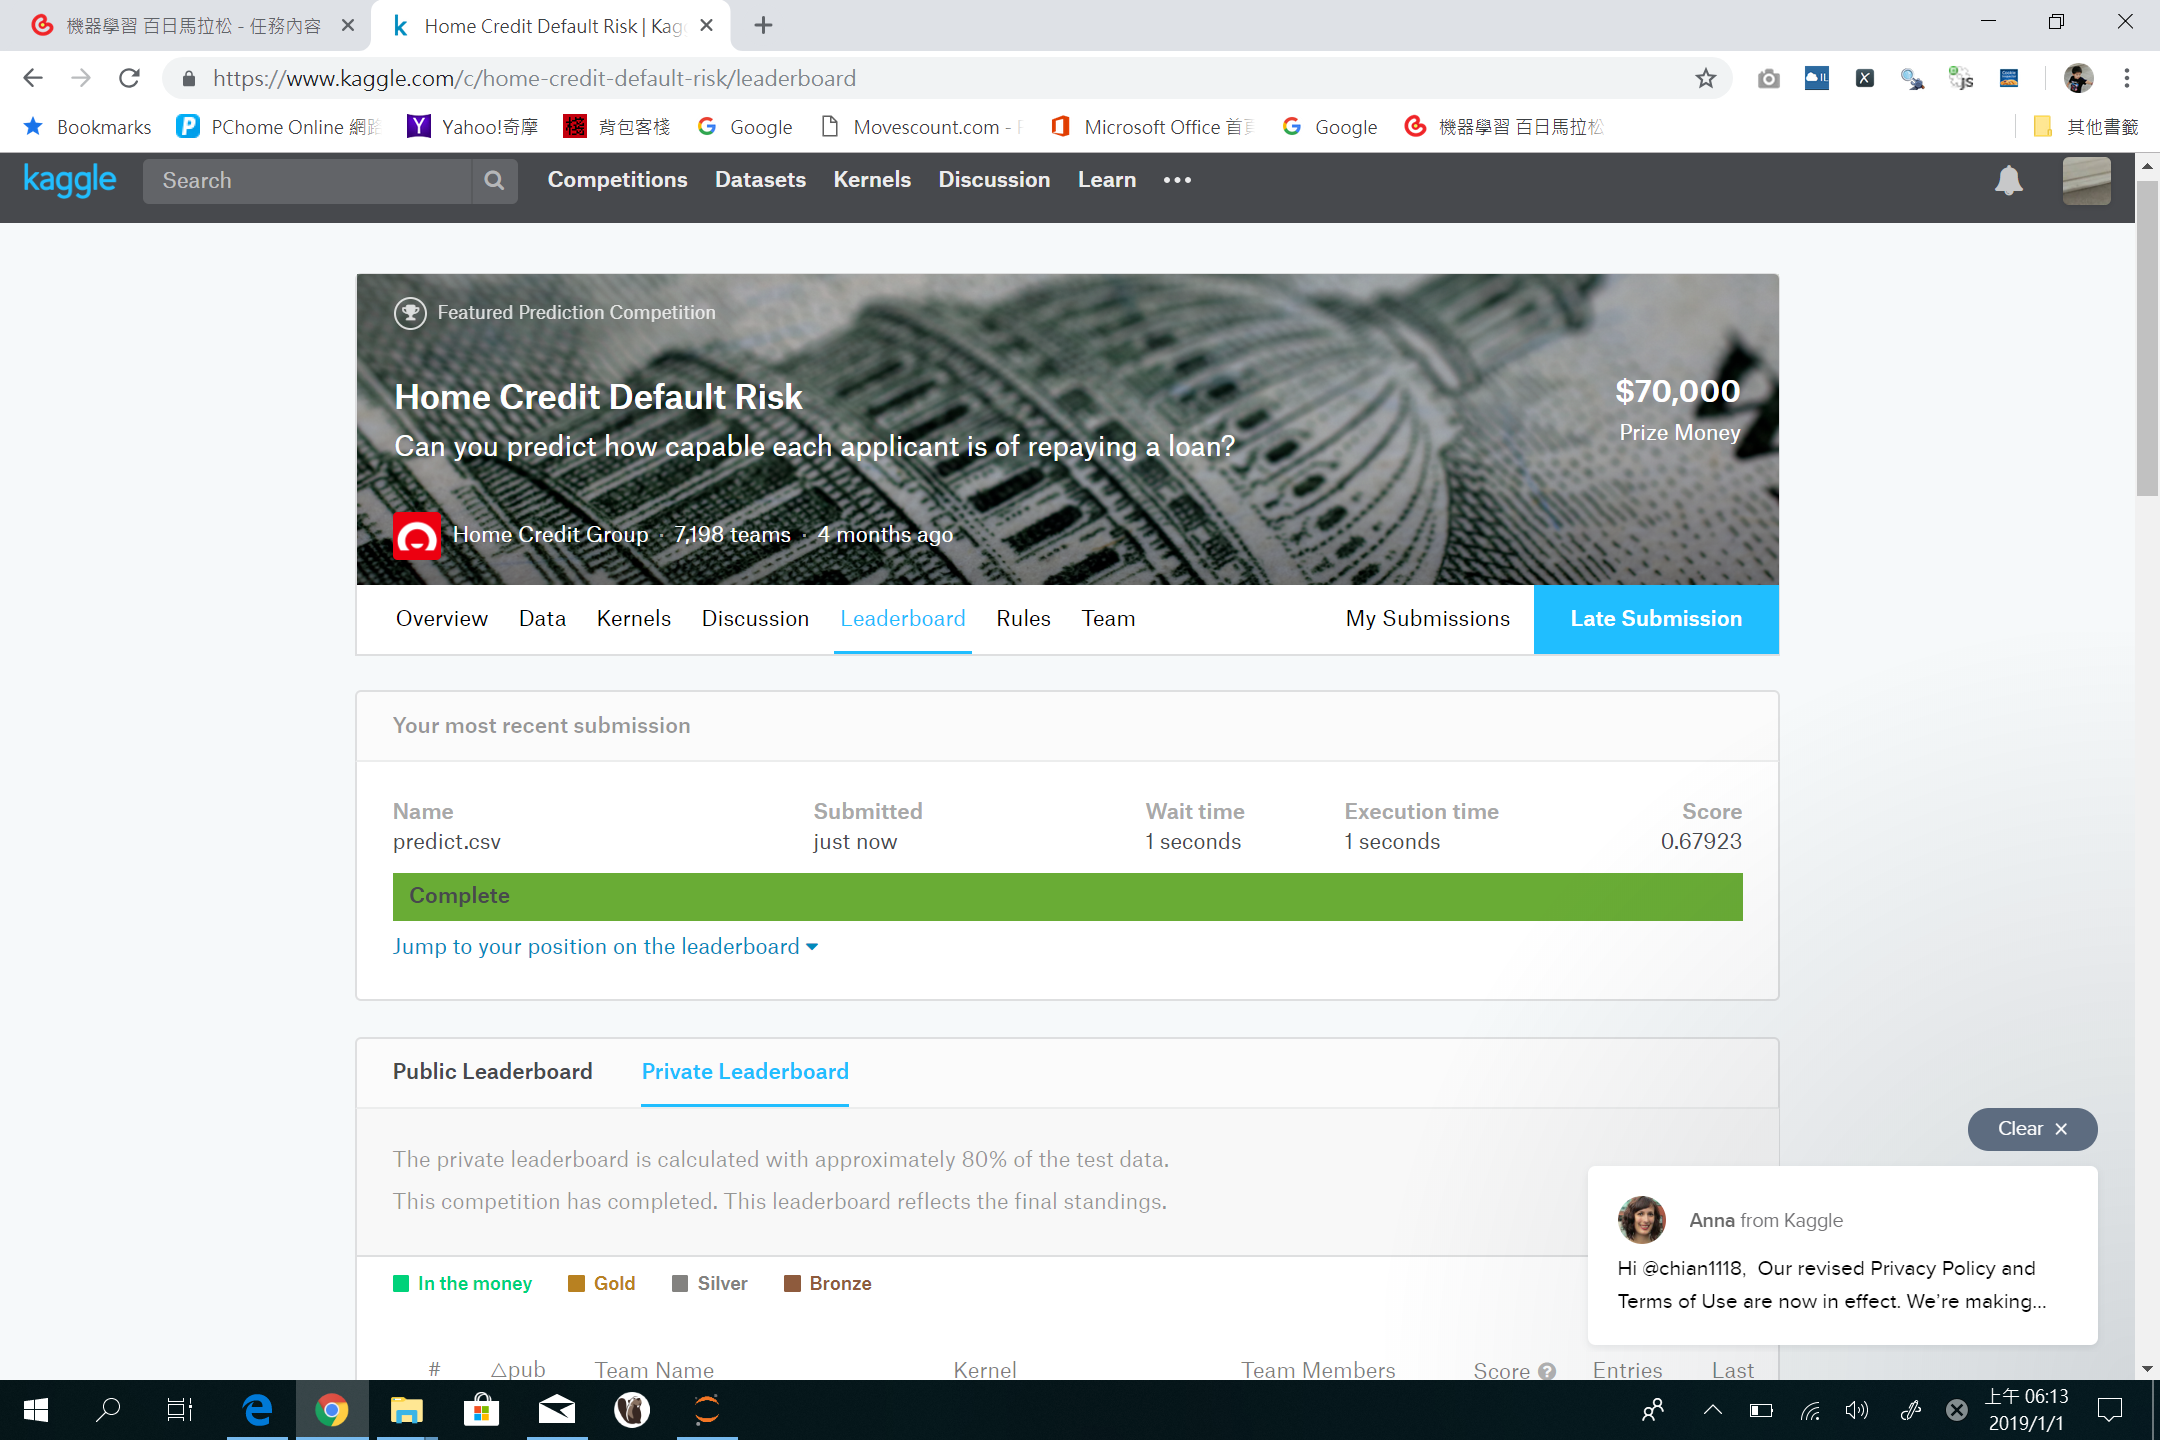 機器學習 百日馬拉松 - 任務內容
Home Credit Default Risk | Kag
https://www.kaggle.com/c/home-credit-default-risk/leaderboard
Bookmarks PChome Online 網路 Yahoo!奇摩 背包客棧 Google Movescount.com - Microsoft Office 首頁 Google 機器學習 百日馬拉松 其他書籤
kaggle Search Competitions Datasets Kernels Discussion Learn
Featured Prediction Competition
Home Credit Default Risk
Can you predict how capable each applicant is of repaying a loan?
$70,000
Prize Money
Home Credit Group · 7,198 teams · 4 months ago
Overview Data Kernels Discussion Leaderboard Rules Team My Submissions Late Submission
Your most recent submission
Name Submitted Wait time Execution time Score
predict.csv just now 1 seconds 1 seconds 0.67923
Complete
Jump to your position on the leaderboard
Public Leaderboard Private Leaderboard
The private leaderboard is calculated with approximately 80% of the test data.
This competition has completed. This leaderboard reflects the final standings.
In the money Gold Silver Bronze
# △pub Team Name Kernel Team Members Score Entries Last
Clear ×
Anna from Kaggle
Hi @chian1118, Our revised Privacy Policy and
Terms of Use are now in effect. We're making...
上午 06:13
2019/1/1